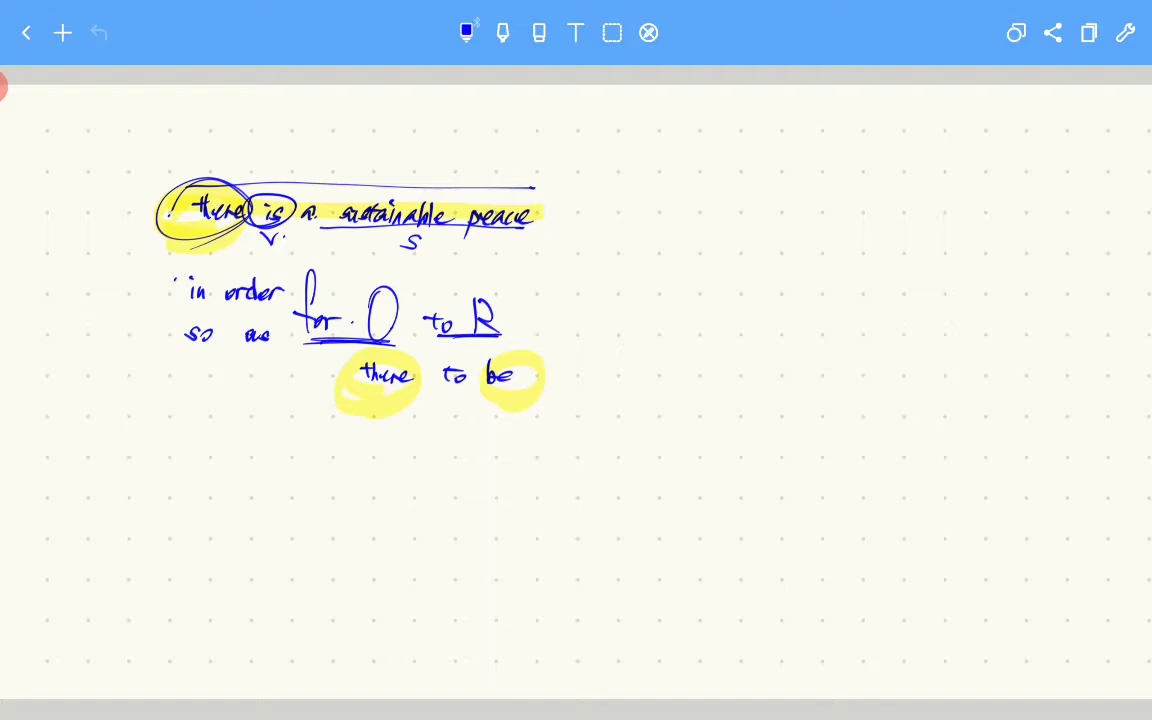 there is a sustainable peace
v. s
in order for O to R
so as
there to be